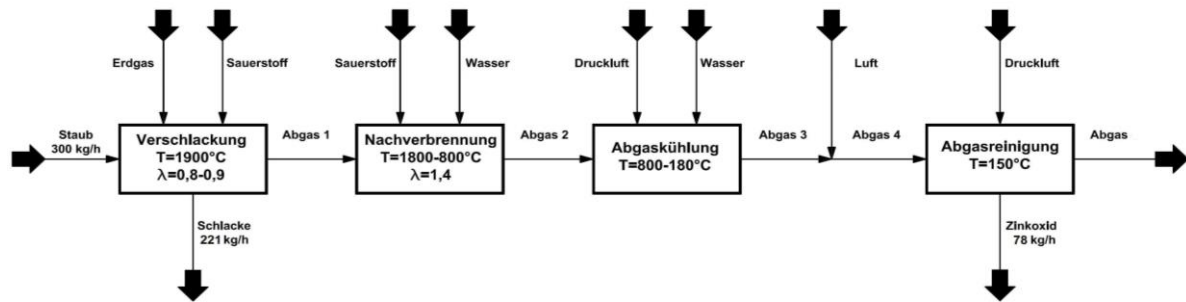 Erdgas
Sauerstoff
Sauerstoff
Wasser
Druckluft
Wasser
Luft
Druckluft
Staub
300 kg/h
Verschlackung
T=1900°C
λ=0,8-0,9
Abgas 1
Nachverbrennung
T=1800-800°C
λ=1,4
Abgas 2
Abgaskühlung
T=800-180°C
Abgas 3
Abgas 4
Abgasreinigung
T=150°C
Abgas
Schlacke
221 kg/h
Zinkoxid
78 kg/h